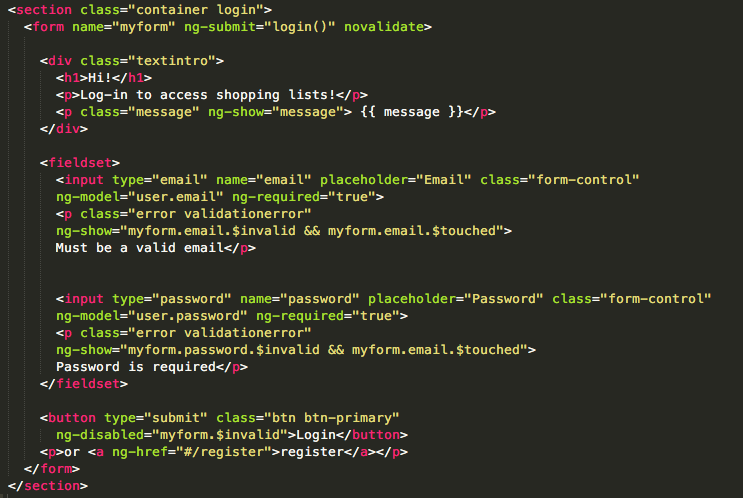 <section class="container login">
<form name="myform" ng-submit="login()" novalidate>
<div class="textintro">
<h1>Hi!</h1>
<p>Log-in to access shopping lists!</p>
<p class="message" ng-show="message"> {{ message }}</p>
</div>
<fieldset>
<input type="email" name="email" placeholder="Email" class="form-control"
ng-model="user.email" ng-required="true">
<p class="error validationerror"
ng-show="myform.email.$invalid && myform.email.$touched">
Must be a valid email</p>
<input type="password" name="password" placeholder="Password" class="form-control"
ng-model="user.password" ng-required="true">
<p class="error validationerror"
ng-show="myform.password.$invalid && myform.email.$touched">
Password is required</p>
</fieldset>
<button type="submit" class="btn btn-primary"
ng-disabled="myform.$invalid">Login</button>
<p>or <a ng-href="#/register">register</a></p>
</form>
</section>